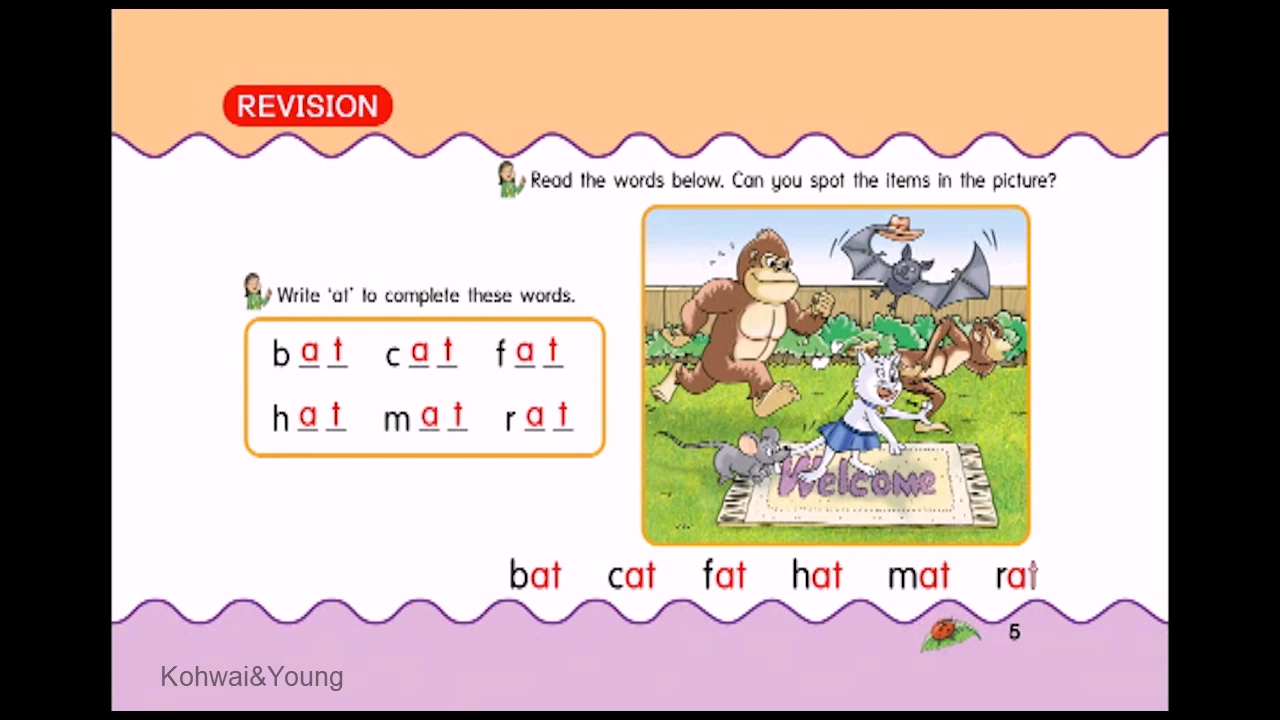 REVISION
Read the words below. Can you spot the items in the picture?
Write 'at' to complete these words.
b a t c a t f a t
h a t m a t r a t
Welcome
bat cat fat hat mat rat
5
Kohwai&Young